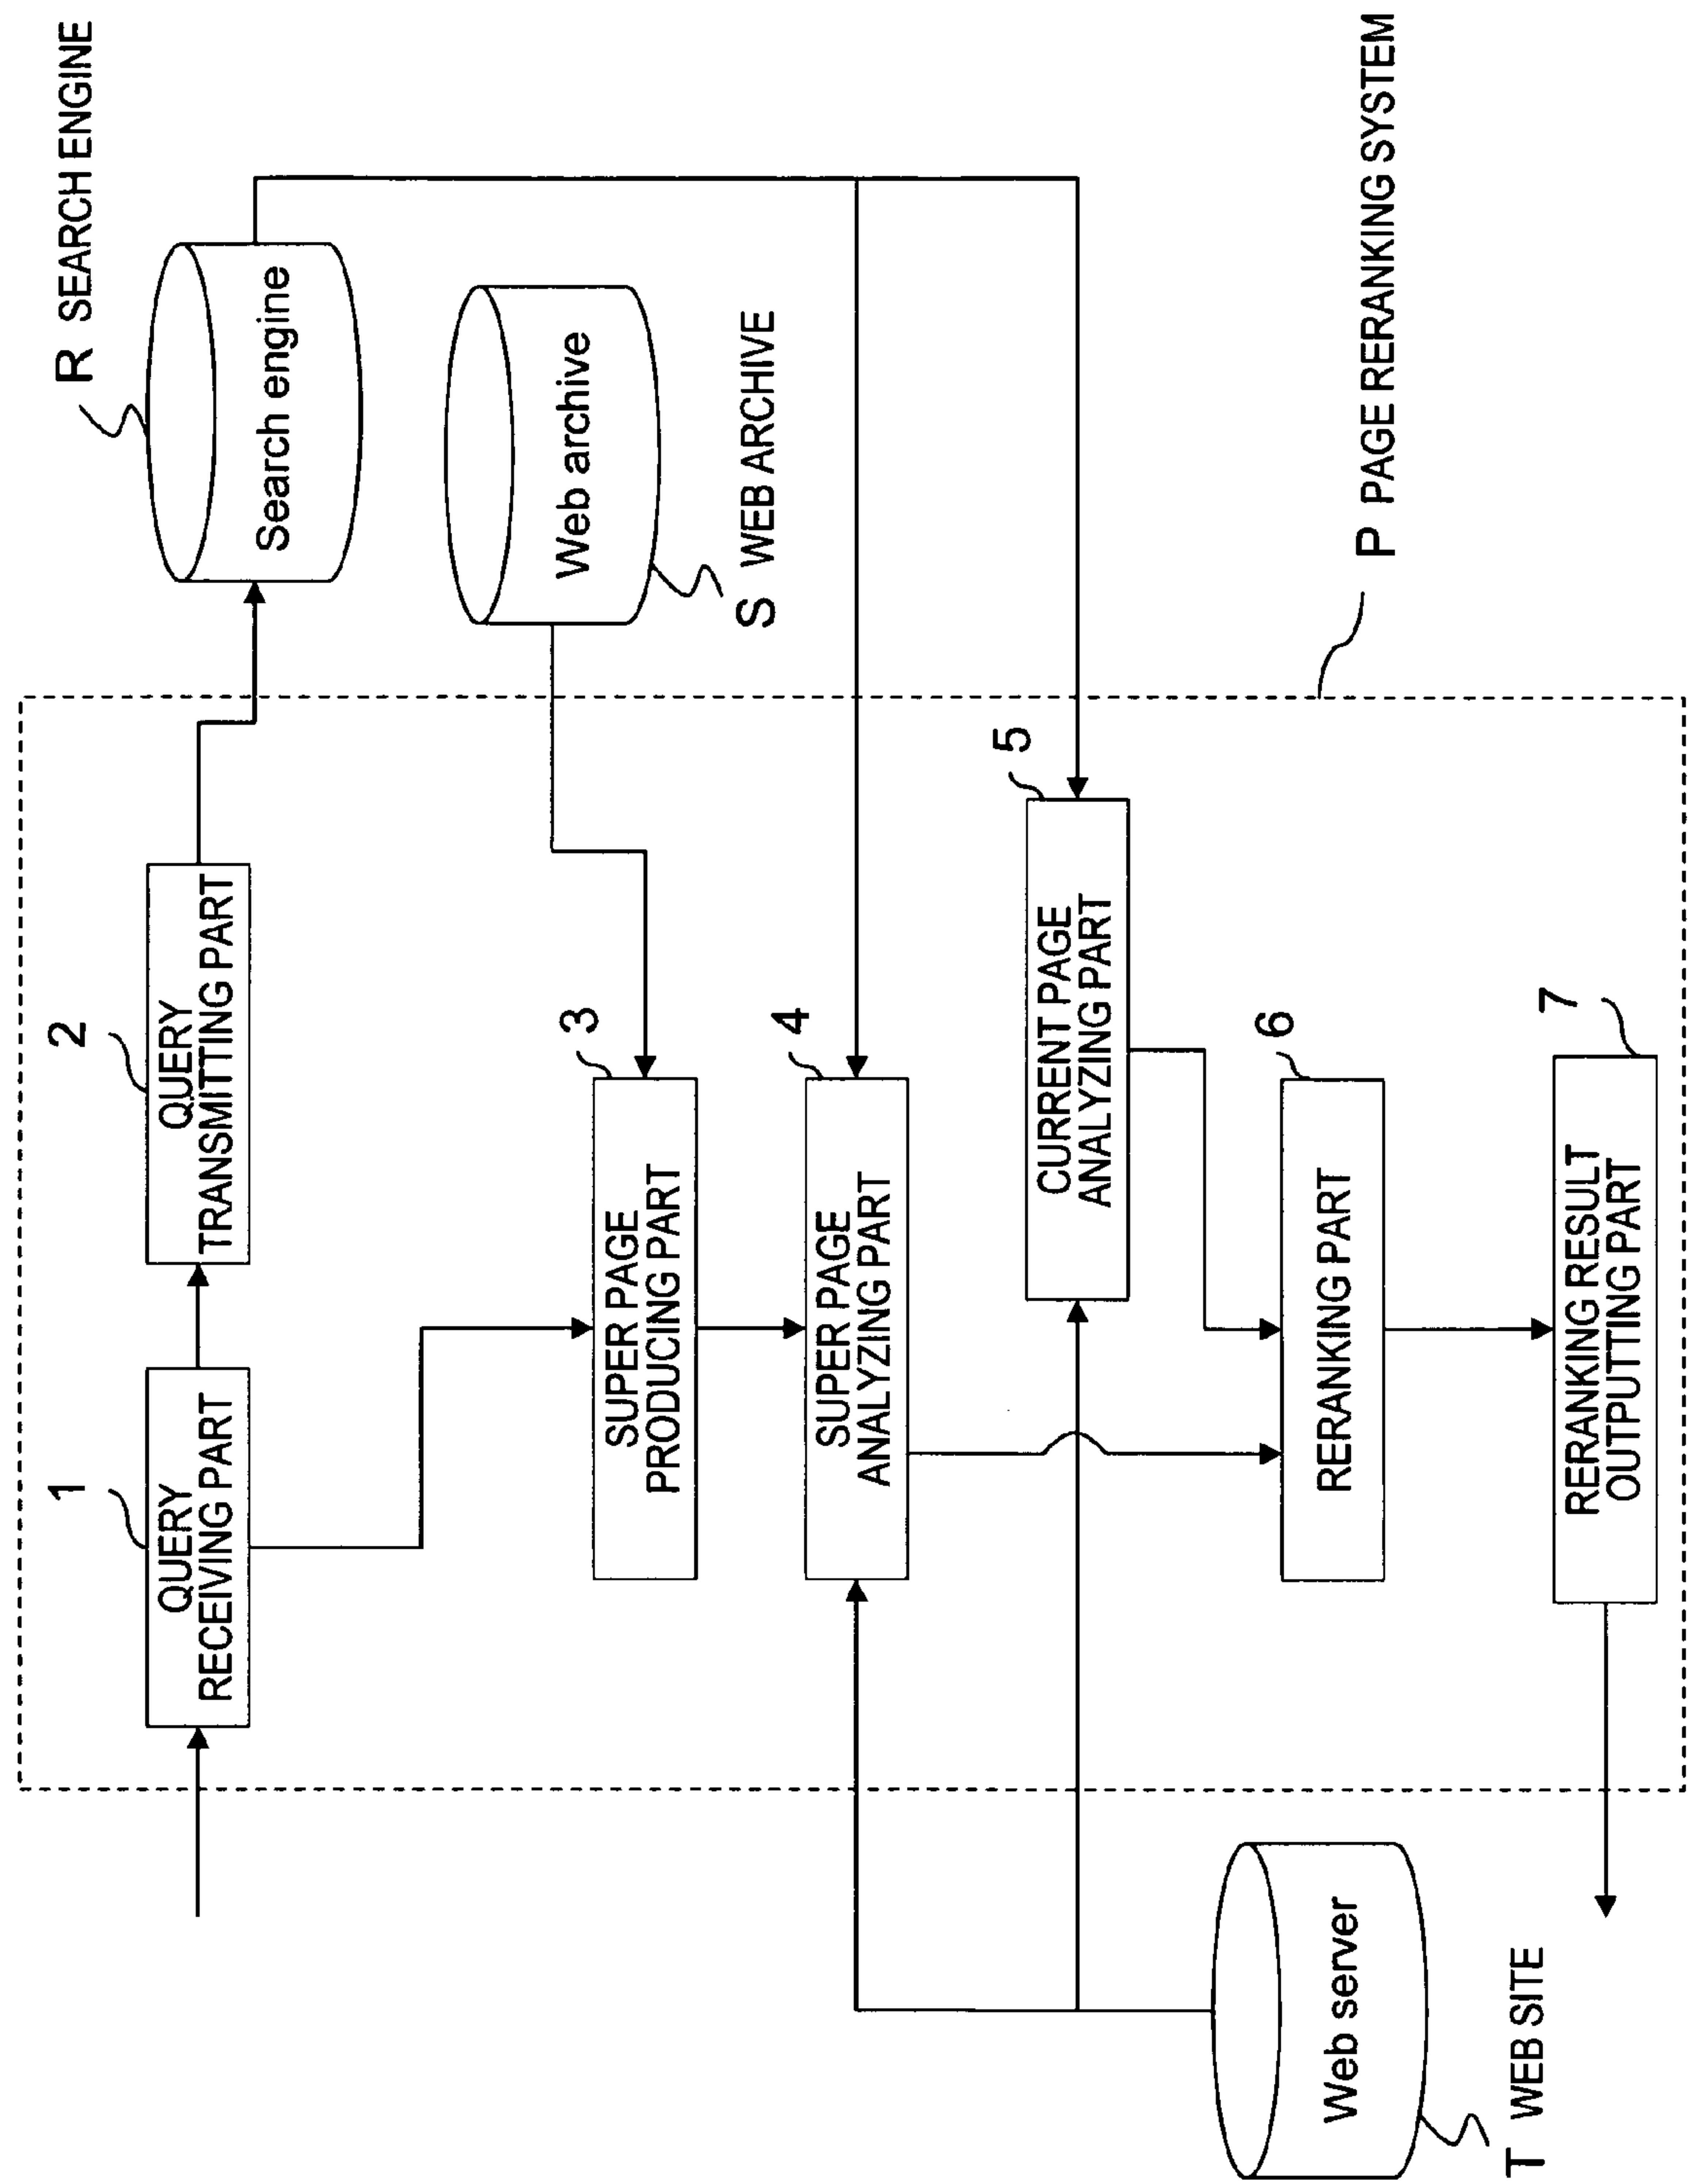 R SEARCH ENGINE
Search engine
Web archive
S WEB ARCHIVE
P PAGE RERANKING SYSTEM
1
QUERY
RECEIVING PART
2
QUERY
TRANSMITTING PART
3
SUPER PAGE
PRODUCING PART
4
SUPER PAGE
ANALYZING PART
5
CURRENT PAGE
ANALYZING PART
6
RERANKING PART
7
RERANKING RESULT
OUTPUTTING PART
Web server
T WEB SITE